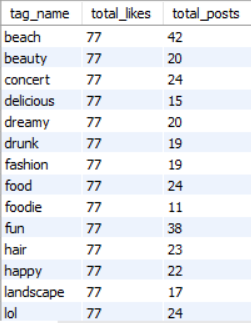 tag_name total_likes total_posts
beach 77 42
beauty 77 20
concert 77 24
delicious 77 15
dreamy 77 20
drunk 77 19
fashion 77 19
food 77 24
foodie 77 11
fun 77 38
hair 77 23
happy 77 22
landscape 77 17
lol 77 24